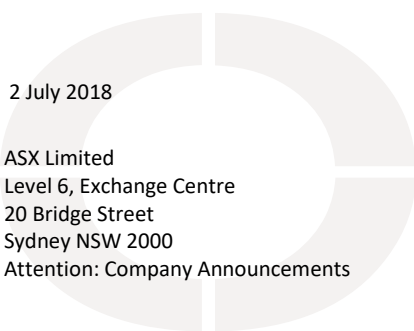 2 July 2018
ASX Limited
Level 6, Exchange Centre
20 Bridge Street
Sydney NSW 2000
Attention: Company Announcements